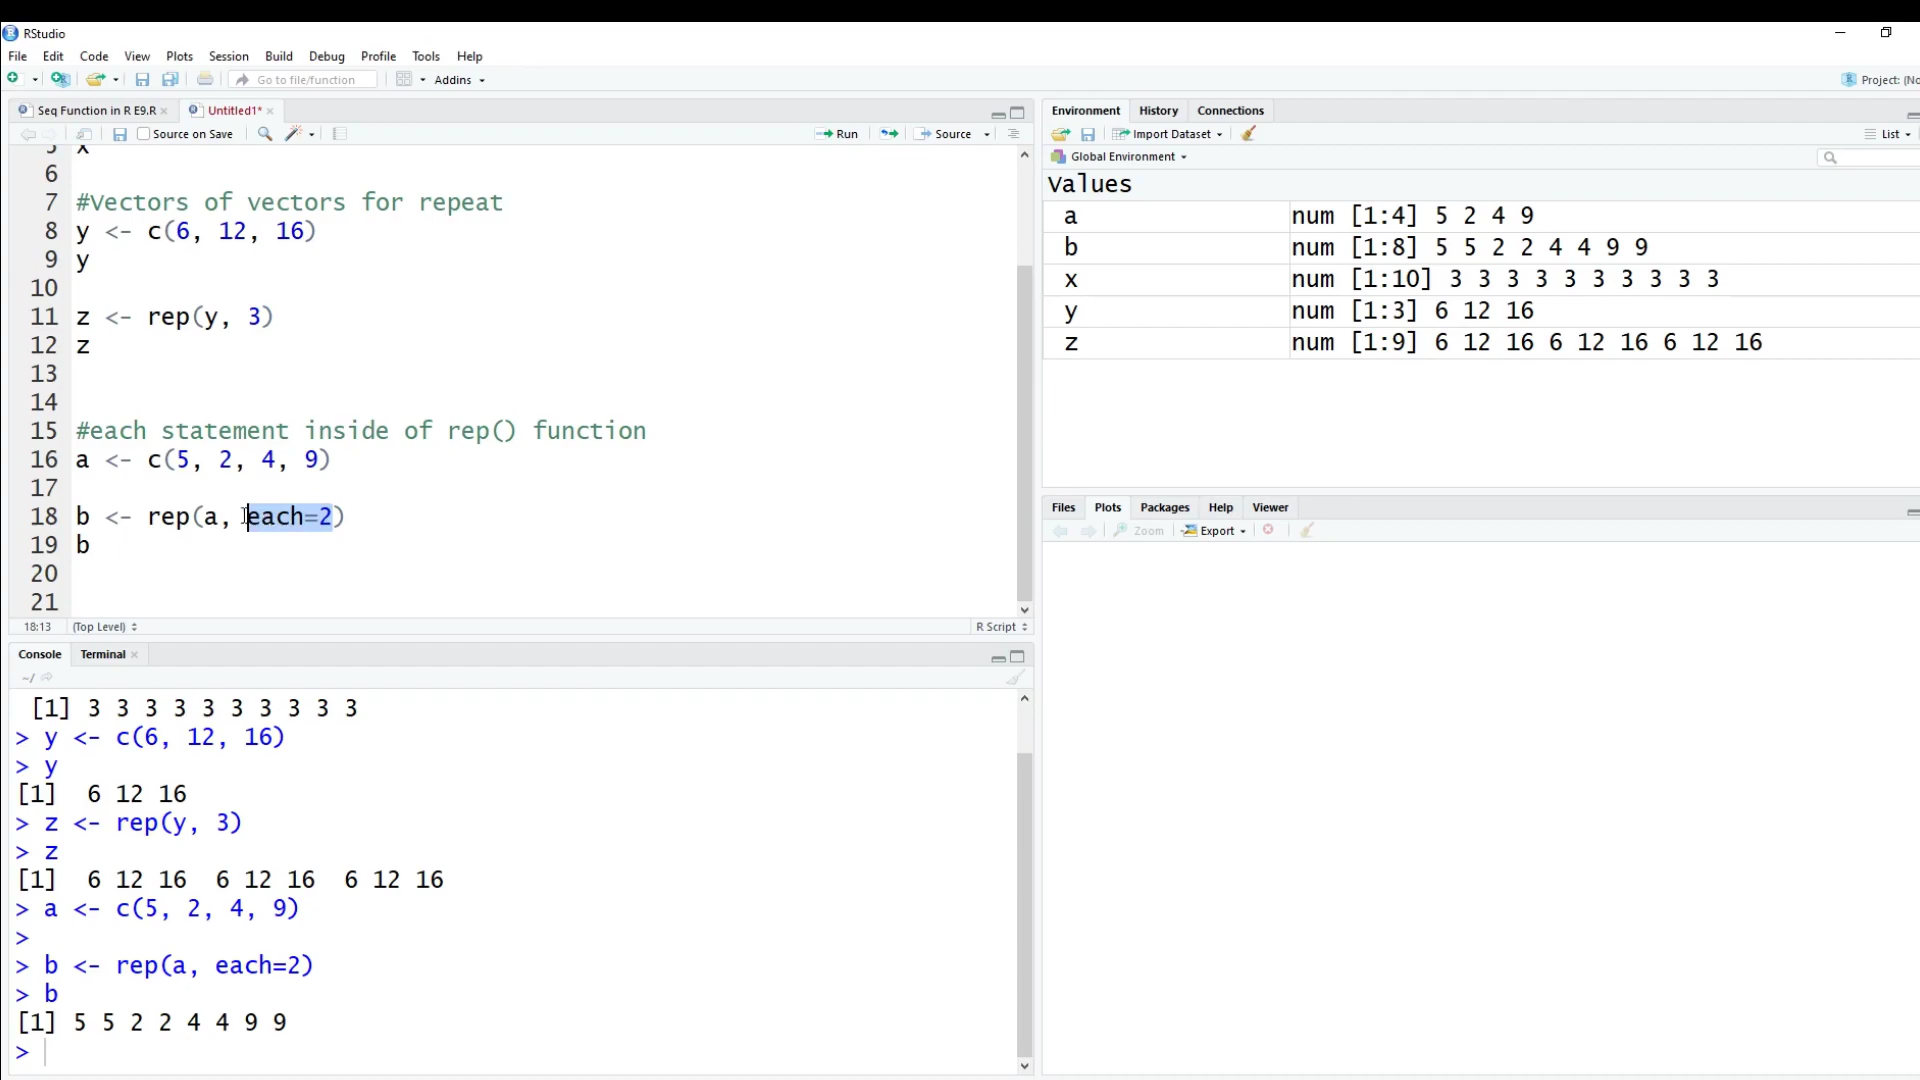 RStudio
File Edit Code View Plots Session Build Debug Profile Tools Help
Go to file/function Addins
Project: (No
Seq Function in R E9.R Untitled1*
Source on Save Run Source
5 x
6
7 #Vectors of vectors for repeat
8 y <- c(6, 12, 16)
9 y
10
11 z <- rep(y, 3)
12 z
13
14
15 #each statement inside of rep() function
16 a <- c(5, 2, 4, 9)
17
18 b <- rep(a, each=2)
19 b
20
21
18:13 (Top Level) R Script
Console Terminal
~/
[1] 3 3 3 3 3 3 3 3 3 3
> y <- c(6, 12, 16)
> y
[1]  6 12 16
> z <- rep(y, 3)
> z
[1]  6 12 16  6 12 16  6 12 16
> a <- c(5, 2, 4, 9)
>
> b <- rep(a, each=2)
> b
[1] 5 5 2 2 4 4 9 9
>
Environment History Connections
Import Dataset List
Global Environment
Values
a num [1:4] 5 2 4 9
b num [1:8] 5 5 2 2 4 4 9 9
x num [1:10] 3 3 3 3 3 3 3 3 3 3
y num [1:3] 6 12 16
z num [1:9] 6 12 16 6 12 16 6 12 16
Files Plots Packages Help Viewer
Zoom Export